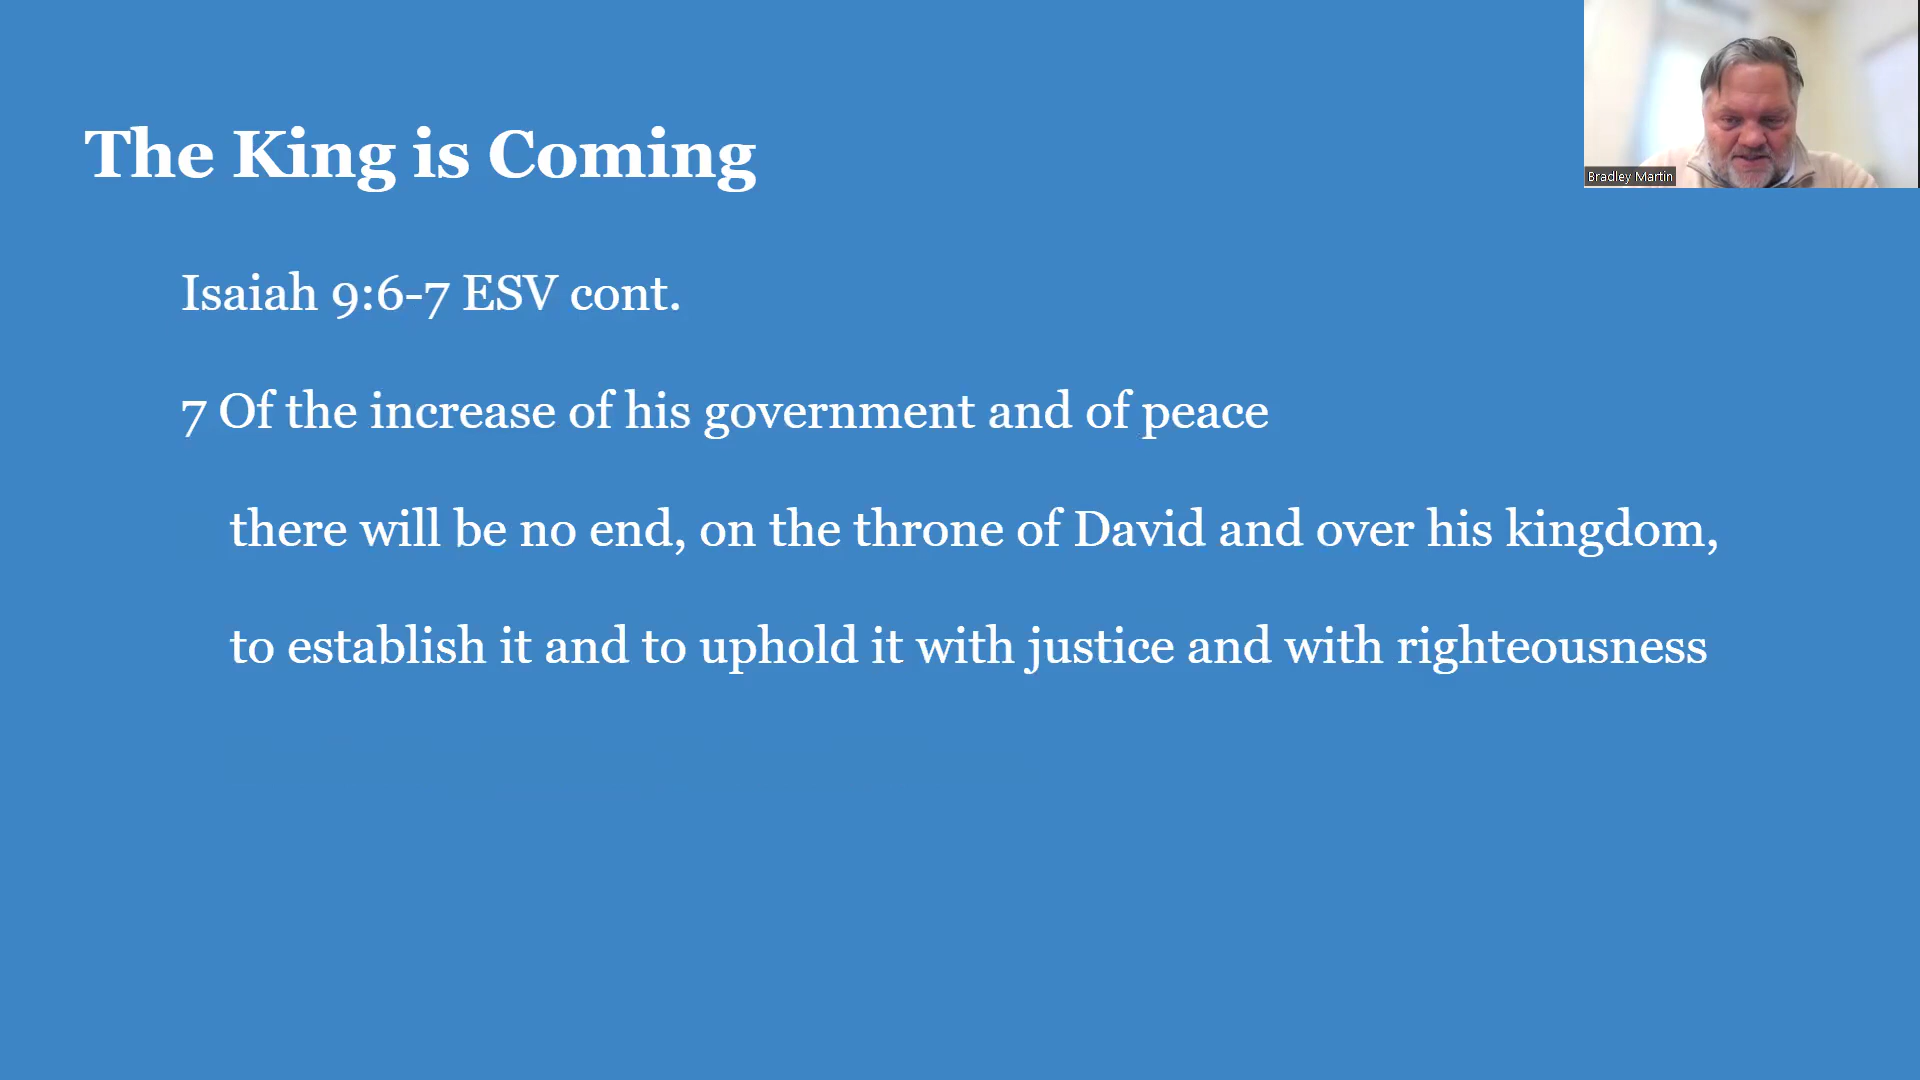 The King is Coming
Bradley Martin
Isaiah 9:6-7 ESV cont.
7 Of the increase of his government and of peace
there will be no end, on the throne of David and over his kingdom,
to establish it and to uphold it with justice and with righteousness